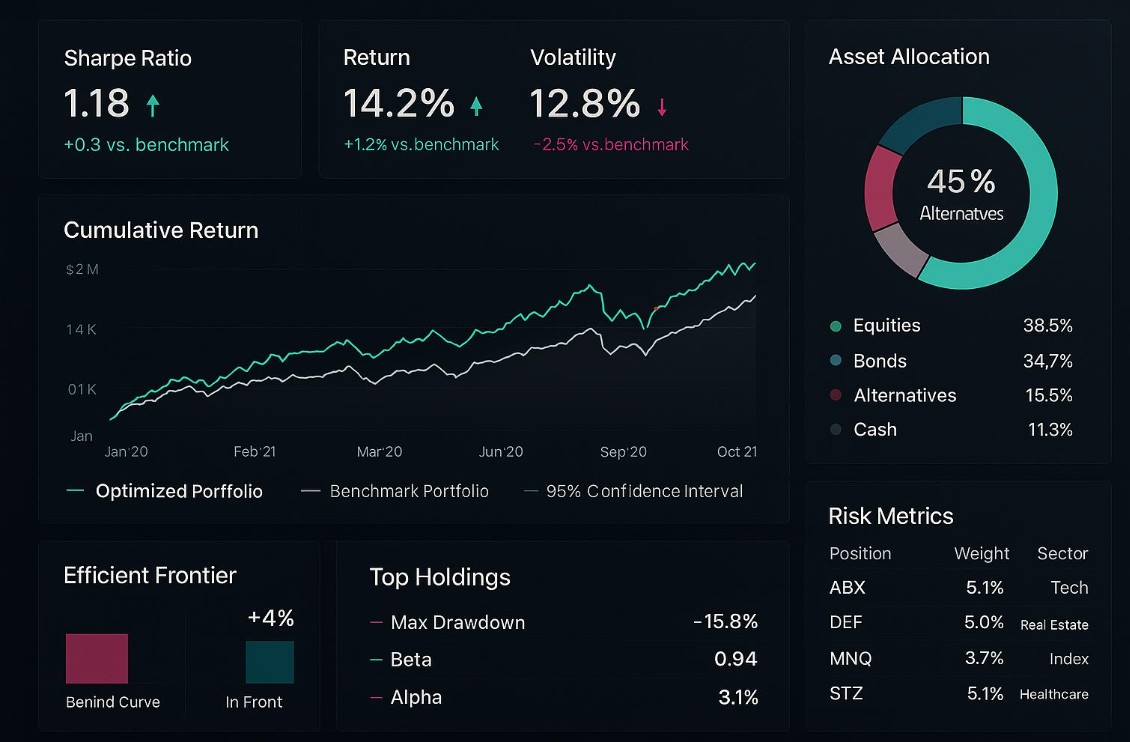 Sharpe Ratio
1.18
+0.3 vs. benchmark
Return
14.2%
+1.2% vs.benchmark
Volatility
12.8%
-2.5% vs.benchmark
Asset Allocation
45%
Alternatves
Equities 38.5%
Bonds 34,7%
Alternatives 15.5%
Cash 11.3%
Cumulative Return
$2 M
14 K
01 K
Jan
Jan'20 Feb'21 Mar'20 Jun'20 Sep'20 Oct 21
Optimized Porffolio Benchmark Portfolio 95% Confidence Interval
Efficient Frontier
+4%
Benind Curve In Front
Top Holdings
Max Drawdown -15.8%
Beta 0.94
Alpha 3.1%
Risk Metrics
Position Weight Sector
ABX 5.1% Tech
DEF 5.0% Real Estate
MNQ 3.7% Index
STZ 5.1% Healthcare